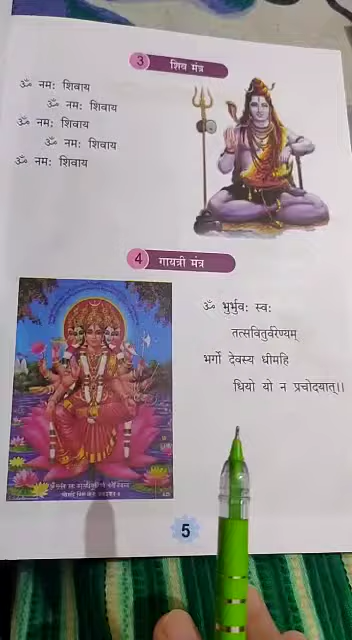 3 शिव मंत्र
ॐ नमः शिवाय
ॐ नमः शिवाय
ॐ नमः शिवाय
ॐ नमः शिवाय
ॐ नमः शिवाय
4 गायत्री मंत्र
ॐ भुर्भुवः स्वः
तत्सवितुर्वरेण्यम्
भर्गो देवस्य धीमहि
धियो यो न प्रचोदयात्।।
5